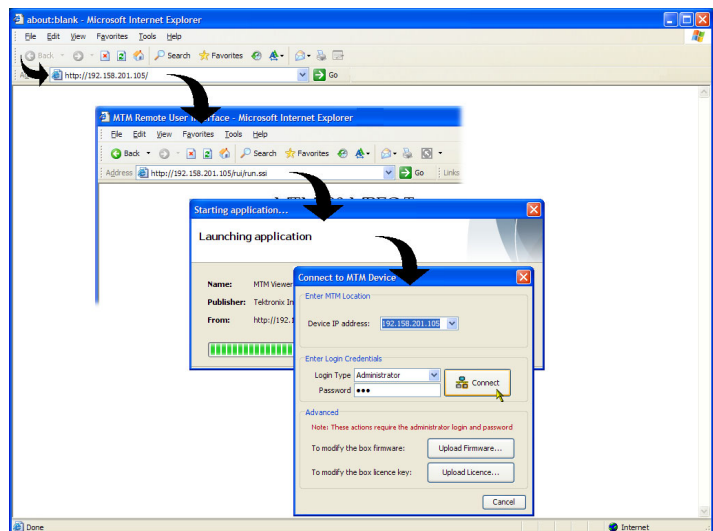 about:blank - Microsoft Internet Explorer
File Edit View Favorites Tools Help
Back Search Favorites
http://192.158.201.105/ Go
MTM Remote User Interface - Microsoft Internet Explorer
File Edit View Favorites Tools Help
Back Search Favorites
Address http://192.158.201.105/rui/run.ssi Go Links
Starting application...
Launching application
Name: MTM Viewer
Publisher: Tektronix In
From: http://192.1
Connect to MTM Device
Enter MTM Location
Device IP address: 192.158.201.105
Enter Login Credentials
Login Type Administrator
Password •••
Connect
Advanced
Note: These actions require the administrator login and password
To modify the box firmware: Upload Firmware...
To modify the box licence key: Upload Licence...
Cancel
Done Internet